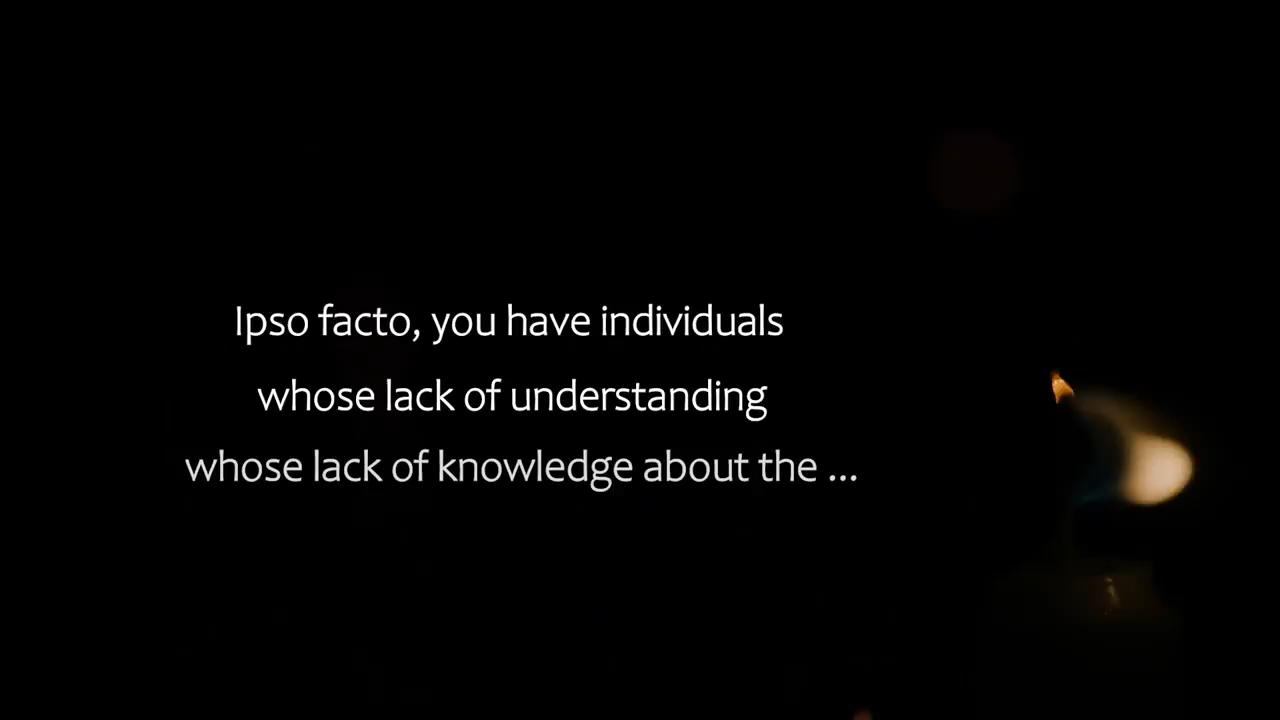 Ipso facto, you have individuals
whose lack of understanding
whose lack of knowledge about the ...